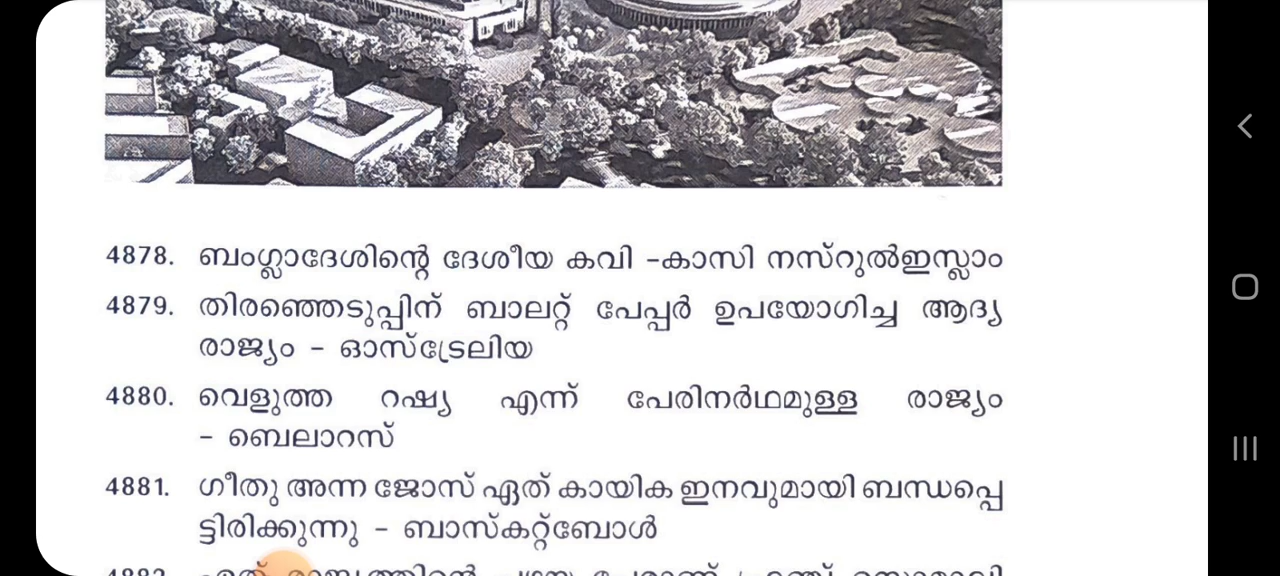 4878. ബംഗ്ലാദേശിന്റെ ദേശീയ കവി -കാസി നസ്റുൽഇസ്ലാം
4879. തിരഞ്ഞെടുപ്പിന് ബാലറ്റ് പേപ്പർ ഉപയോഗിച്ച ആദ്യ
രാജ്യം - ഓസ്ട്രേലിയ
4880. വെളുത്ത റഷ്യ എന്ന് പേരിനർഥമുള്ള രാജ്യം
- ബെലാറസ്
4881. ഗീതു അന്ന ജോസ് ഏത് കായിക ഇനവുമായി ബന്ധപ്പെ
ട്ടിരിക്കുന്നു - ബാസ്കറ്റ്ബോൾ